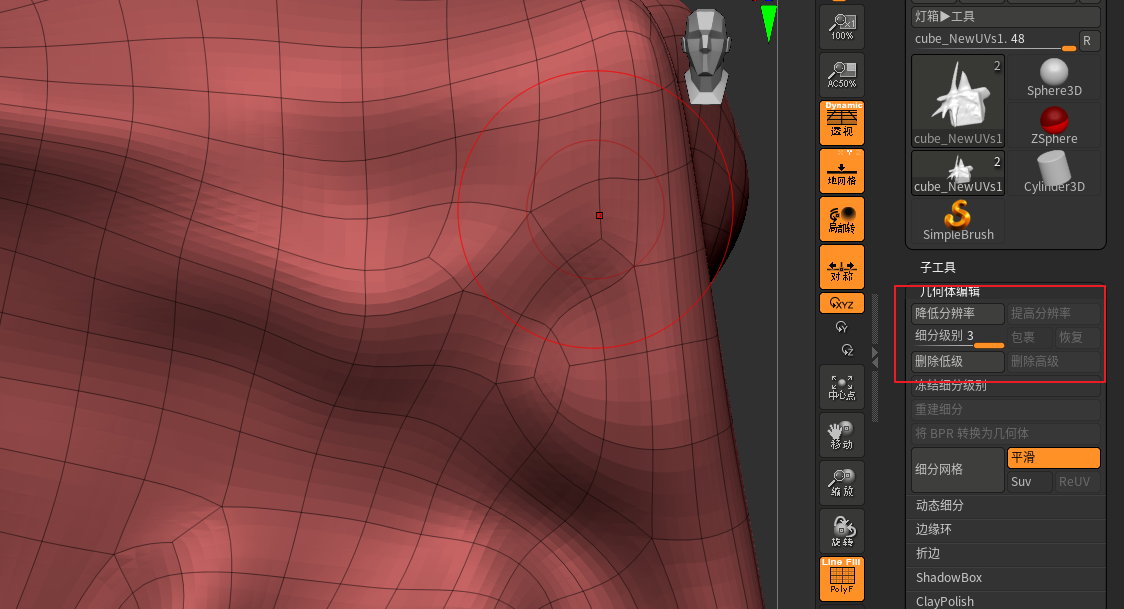 100%
AC50%
Dynamic
透视
地网格
局部转
对称
XYZ
Y
Z
中心点
移动
缩放
旋转
Line Fill
PolyF
灯箱▶工具
cube_NewUVs1. 48
R
2
cube_NewUVs1
Sphere3D
ZSphere
2
cube_NewUVs1
Cylinder3D
SimpleBrush
子工具
几何体编辑
降低分辨率 提高分辨率
细分级别 3 包裹 恢复
删除低级 删除高级
冻结细分级别
重建细分
将 BPR 转换为几何体
细分网格 平滑
Suv ReUV
动态细分
边缘环
折边
ShadowBox
ClayPolish